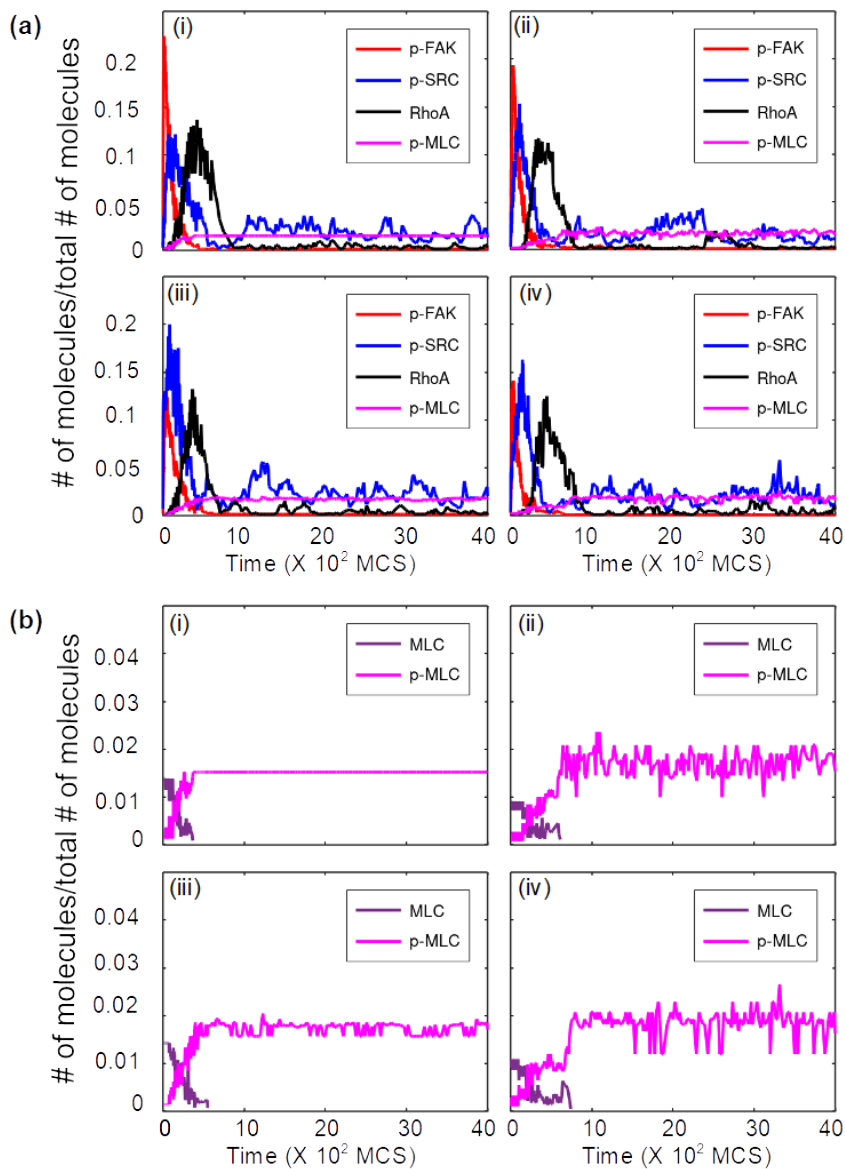 (a)
# of molecules/total # of molecules
(i)
p-FAK
p-SRC
RhoA
p-MLC
0.2
0.15
0.1
0.05
0
(ii)
p-FAK
p-SRC
RhoA
p-MLC
(iii)
p-FAK
p-SRC
RhoA
p-MLC
0.2
0.15
0.1
0.05
0
0 10 20 30 40
Time (X 10² MCS)
(iv)
p-FAK
p-SRC
RhoA
p-MLC
0 10 20 30 40
Time (X 10² MCS)
(b)
# of molecules/total # of molecules
(i)
MLC
p-MLC
0.04
0.03
0.02
0.01
0
(ii)
MLC
p-MLC
(iii)
MLC
p-MLC
0.04
0.03
0.02
0.01
0
0 10 20 30 40
Time (X 10² MCS)
(iv)
MLC
p-MLC
0 10 20 30 40
Time (X 10² MCS)